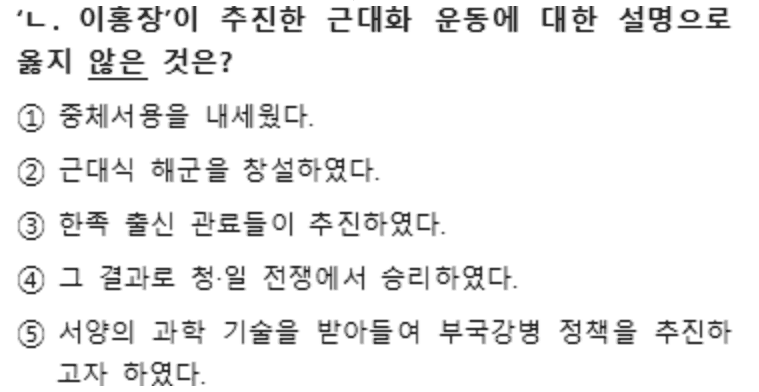 ‘ㄴ. 이홍장’이 추진한 근대화 운동에 대한 설명으로
옳지 않은 것은?
① 중체서용을 내세웠다.
② 근대식 해군을 창설하였다.
③ 한족 출신 관료들이 추진하였다.
④ 그 결과로 청·일 전쟁에서 승리하였다.
⑤ 서양의 과학 기술을 받아들여 부국강병 정책을 추진하
고자 하였다.